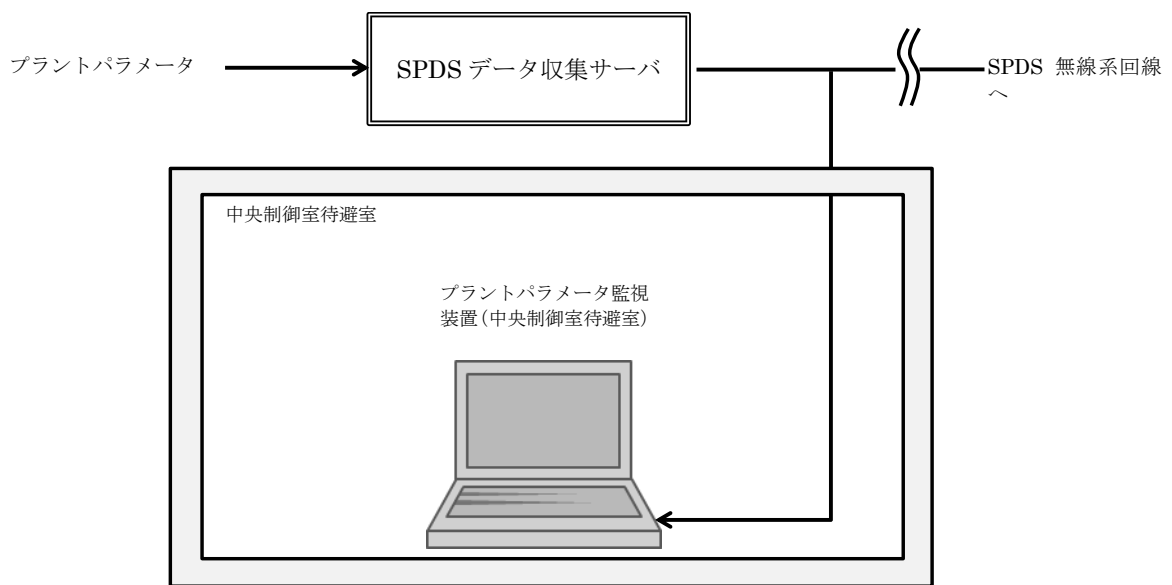 プラントパラメータ
SPDS データ収集サーバ
SPDS 無線系回線
へ
中央制御室待避室
プラントパラメータ監視
装置(中央制御室待避室)